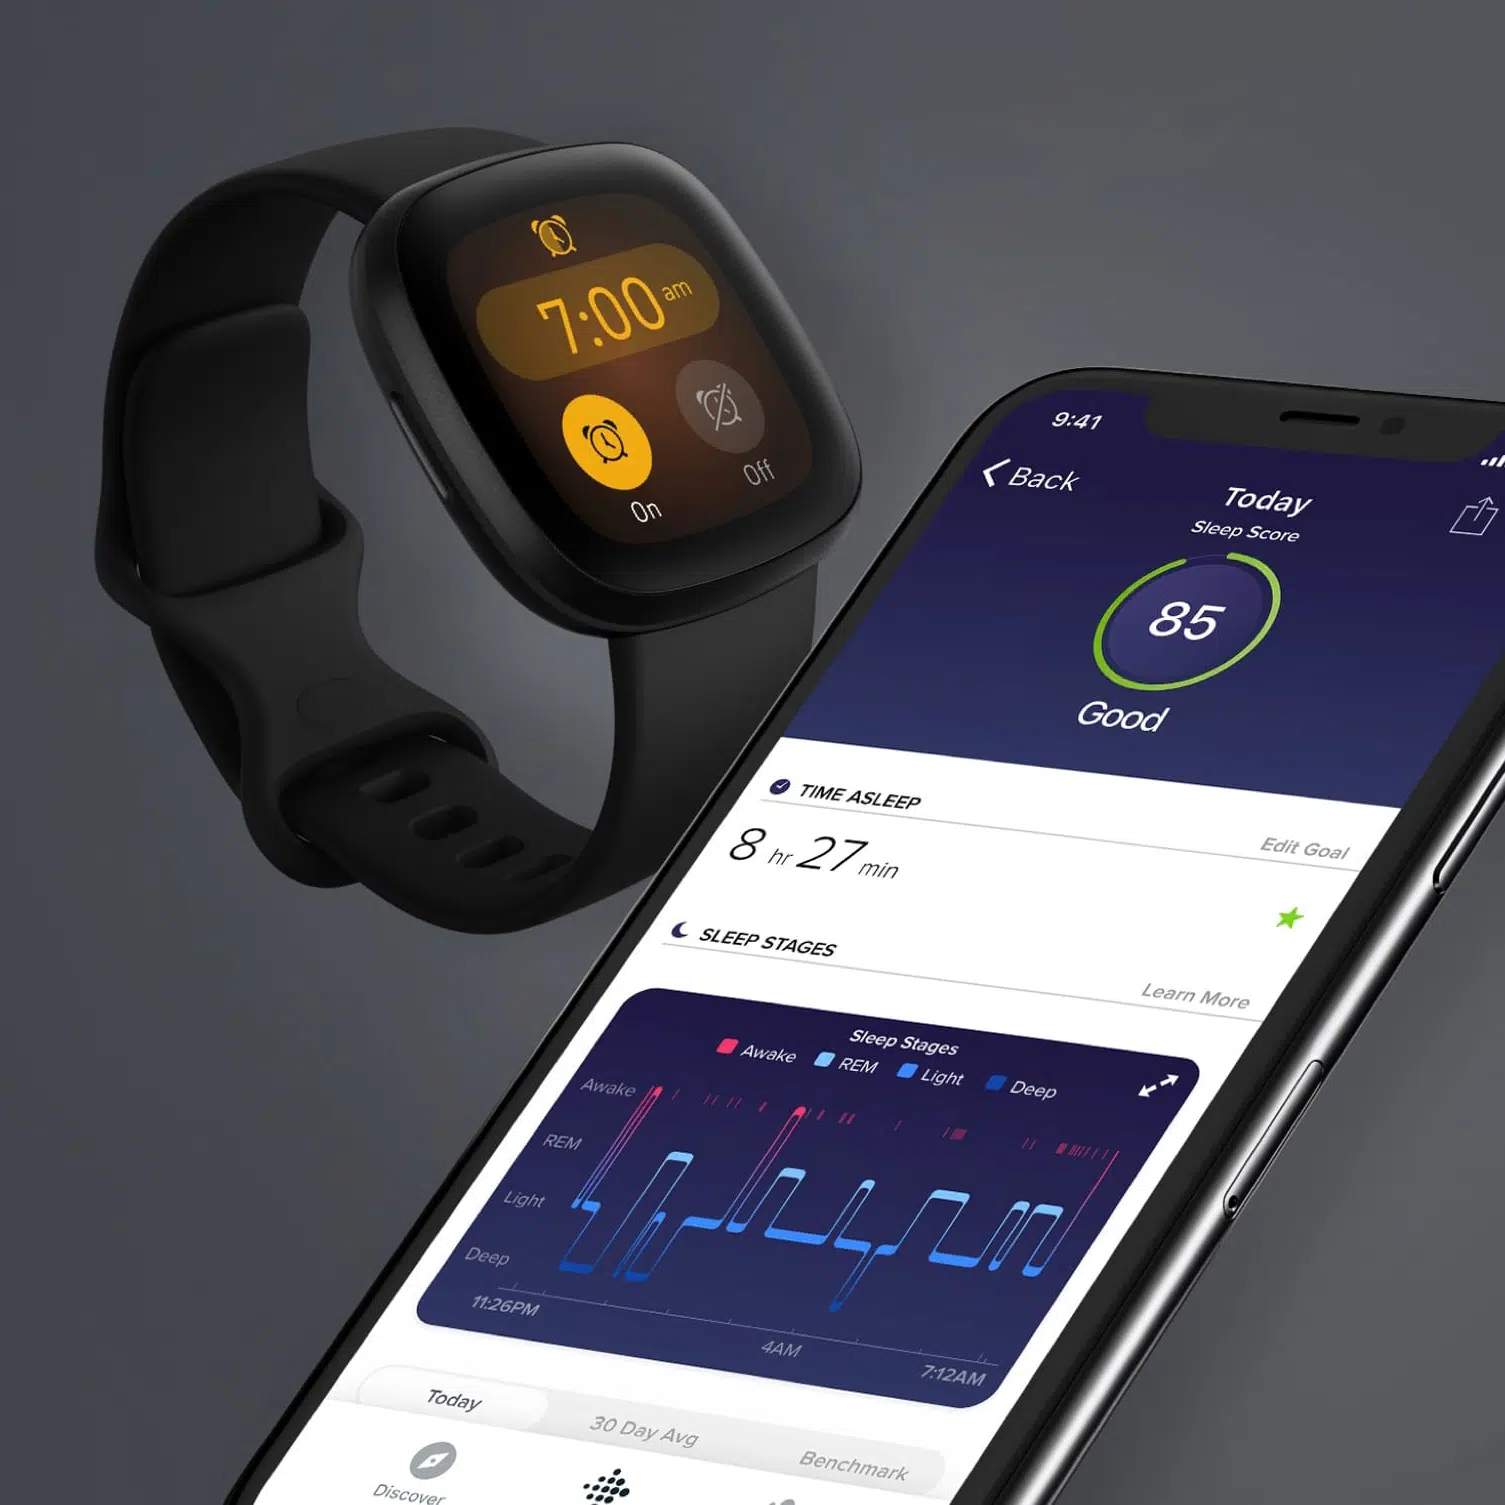 7:00 am
On
Off
9:41
Back
Today
Sleep Score
85
Good
TIME ASLEEP
Edit Goal
8 hr 27 min
SLEEP STAGES
Learn More
Sleep Stages
Awake REM Light Deep
Awake
REM
Light
Deep
11:26PM 4AM 7:12AM
Today 30 Day Avg Benchmark
Discover